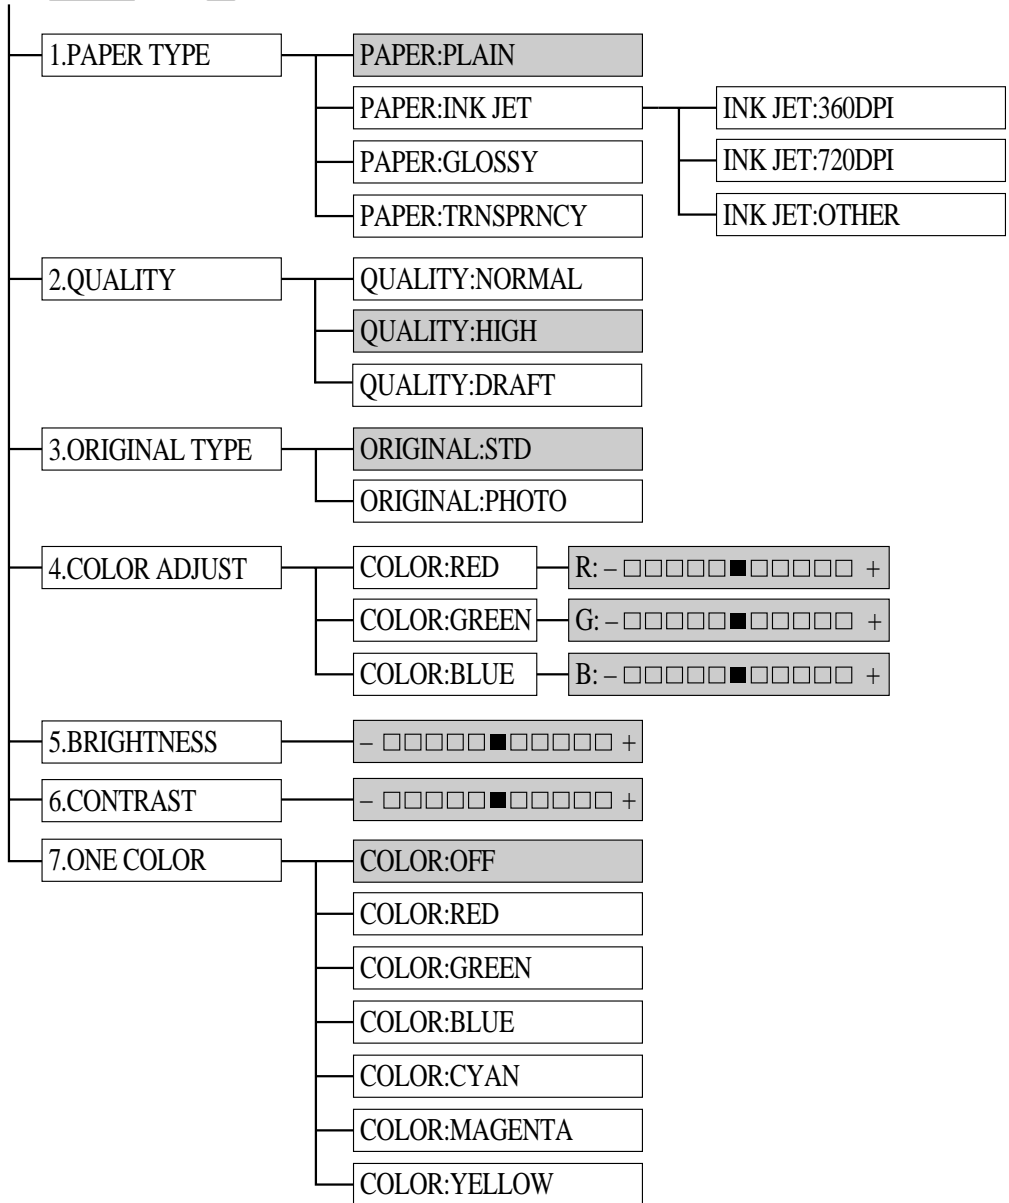 1.PAPER TYPE
PAPER:PLAIN
PAPER:INK JET
INK JET:360DPI
PAPER:GLOSSY
INK JET:720DPI
PAPER:TRNSPRNCY
INK JET:OTHER
2.QUALITY
QUALITY:NORMAL
QUALITY:HIGH
QUALITY:DRAFT
3.ORIGINAL TYPE
ORIGINAL:STD
ORIGINAL:PHOTO
4.COLOR ADJUST
COLOR:RED
R: – □□□□□■□□□□□ +
COLOR:GREEN
G: – □□□□□■□□□□□ +
COLOR:BLUE
B: – □□□□□■□□□□□ +
5.BRIGHTNESS
– □□□□□■□□□□□ +
6.CONTRAST
– □□□□□■□□□□□ +
7.ONE COLOR
COLOR:OFF
COLOR:RED
COLOR:GREEN
COLOR:BLUE
COLOR:CYAN
COLOR:MAGENTA
COLOR:YELLOW